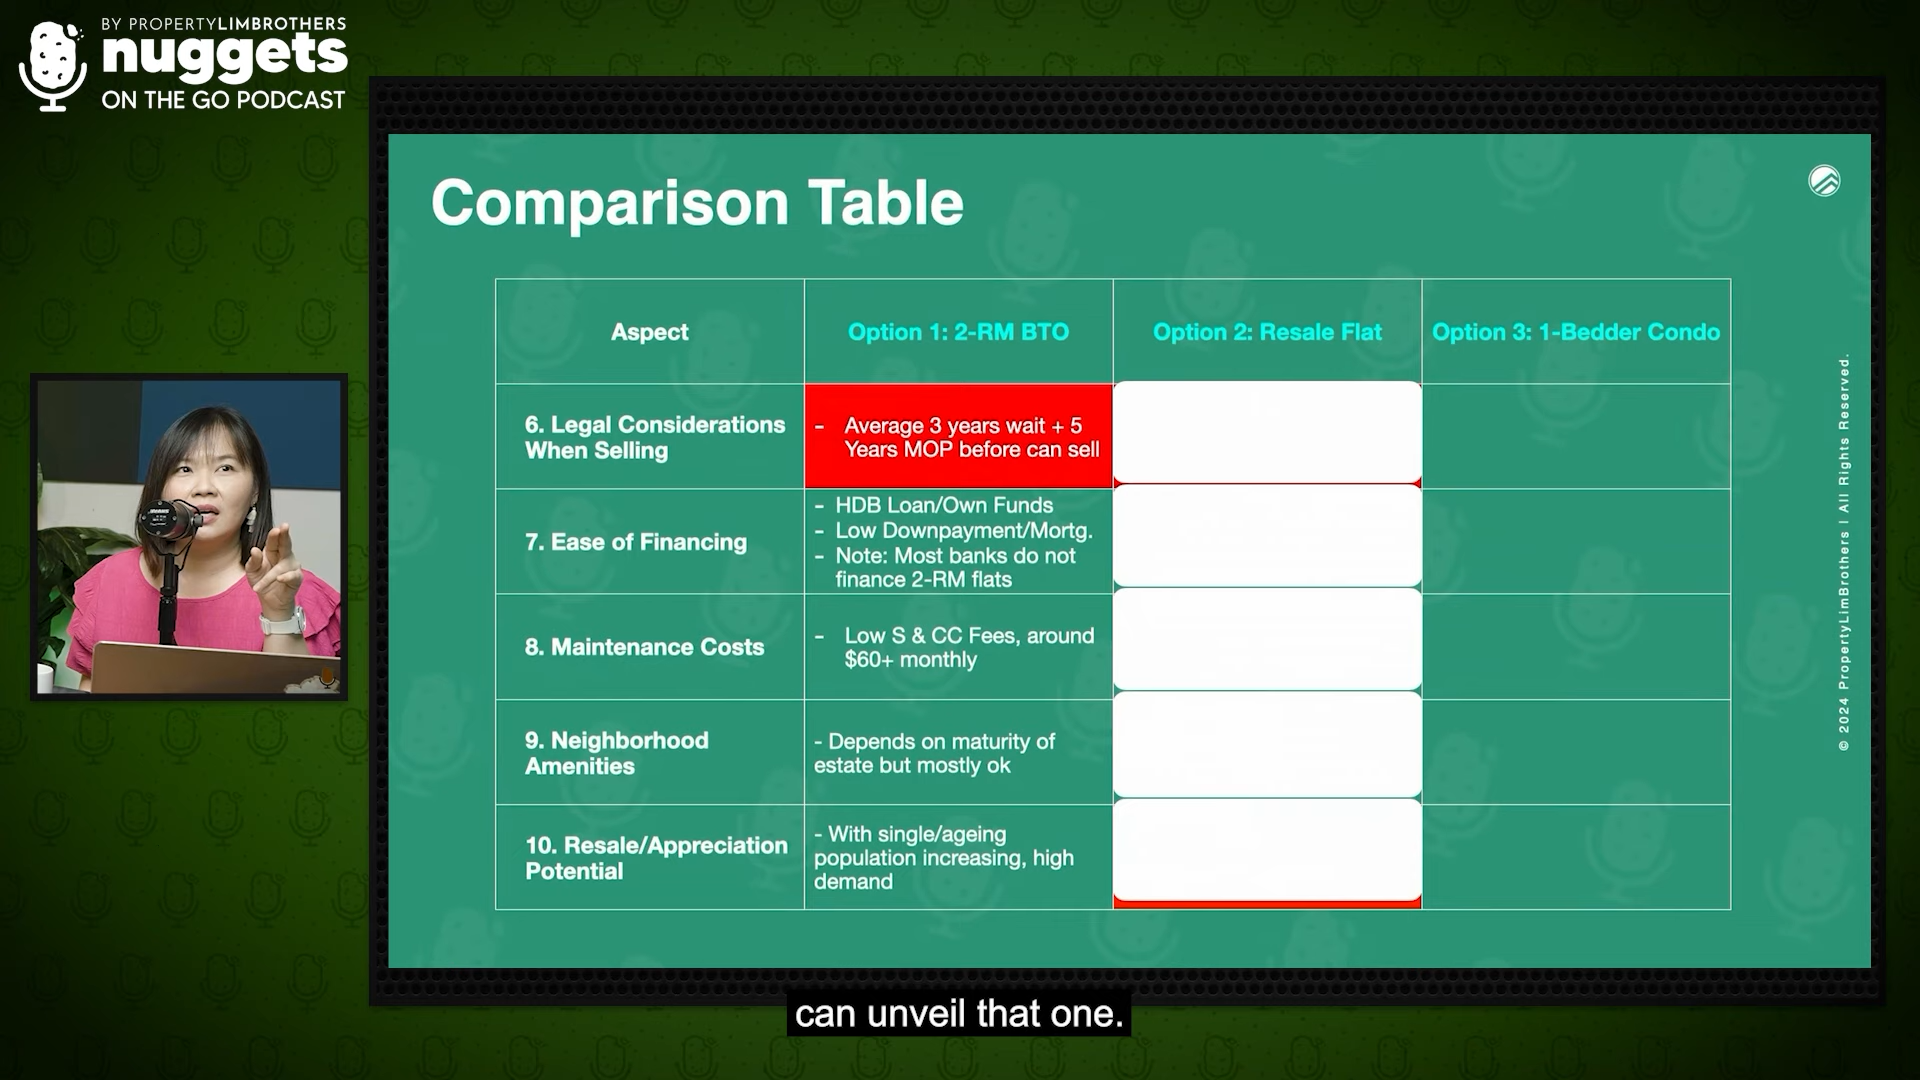 BY PROPERTYLIMBROTHERS
nuggets
ON THE GO PODCAST
Comparison Table
Aspect
Option 1: 2-RM BTO
Option 2: Resale Flat
Option 3: 1-Bedder Condo
6. Legal Considerations
When Selling
- Average 3 years wait + 5
Years MOP before can sell
7. Ease of Financing
- HDB Loan/Own Funds
- Low Downpayment/Mortg.
- Note: Most banks do not
finance 2-RM flats
8. Maintenance Costs
- Low S & CC Fees, around
$60+ monthly
9. Neighborhood
Amenities
- Depends on maturity of
estate but mostly ok
10. Resale/Appreciation
Potential
- With single/ageing
population increasing, high
demand
© 2024 PropertyLimBrothers | All Rights Reserved.
can unveil that one.